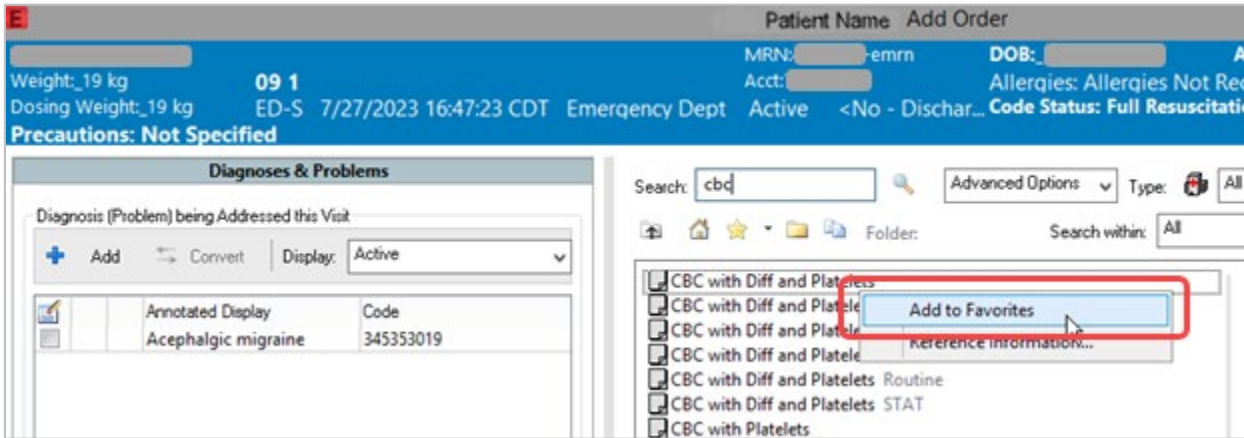 E
Patient Name Add Order
MRN: -emrn DOB:_ A
Weight:_19 kg 09 1 Acct: Allergies: Allergies Not Rec
Dosing Weight:_19 kg ED-S 7/27/2023 16:47:23 CDT Emergency Dept Active <No - Dischar... Code Status: Full Resuscitatio
Precautions: Not Specified
Diagnoses & Problems
Diagnosis (Problem) being Addressed this Visit
Add Convert Display: Active
Annotated Display Code
Acephalgic migraine 345353019
Search: cbc Advanced Options Type: All
Folder: Search within: All
CBC with Diff and Platelets
CBC with Diff and Platele
CBC with Diff and Platele
CBC with Diff and Platele
CBC with Diff and Platelets Routine
CBC with Diff and Platelets STAT
CBC with Platelets
Add to Favorites
Reference Information...